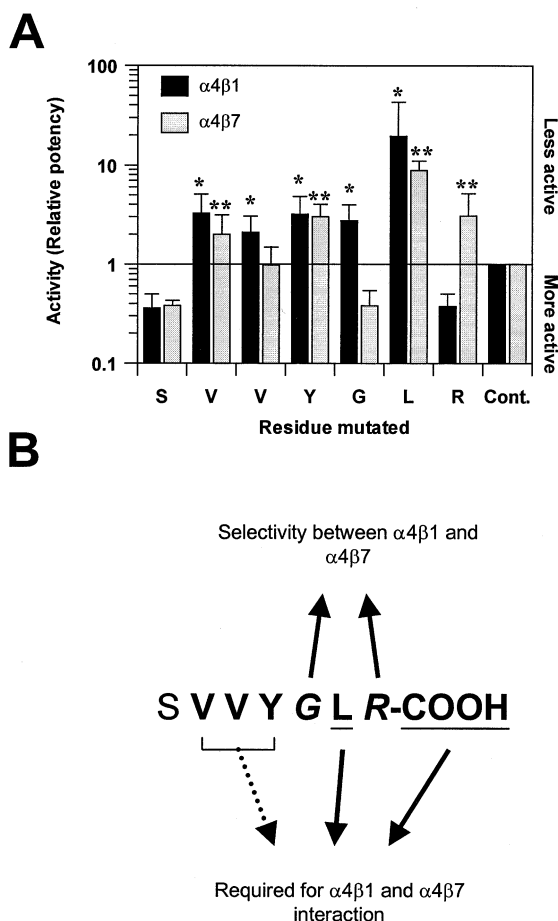 A
100
10
1
0.1
Activity (Relative potency)
α4β1
α4β7
* ** * * ** * * ** **
Less active
More active
S V V Y G L R Cont.
Residue mutated
B
Selectivity between α4β1 and
α4β7
S V V Y G L R-COOH
Required for α4β1 and α4β7
interaction